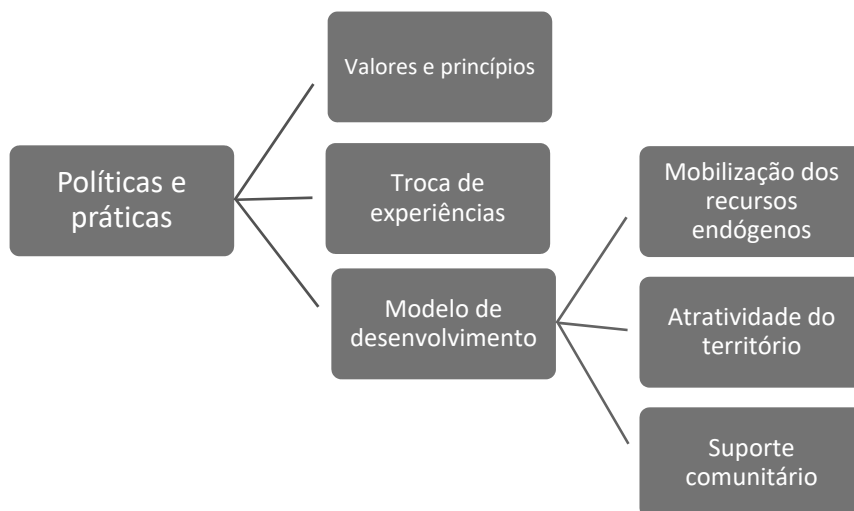 Políticas e
práticas
Valores e princípios
Troca de
experiências
Modelo de
desenvolvimento
Mobilização dos
recursos
endógenos
Atratividade do
território
Suporte
comunitário